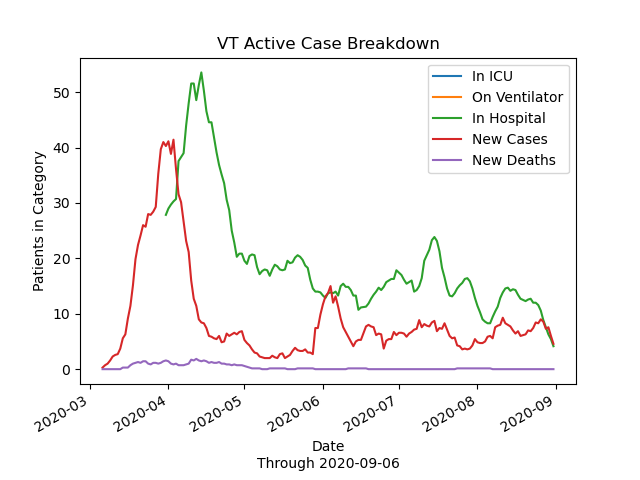 VT Active Case Breakdown
In ICU
On Ventilator
In Hospital
New Cases
New Deaths
Patients in Category
50
40
30
20
10
0
2020-03
2020-04
2020-05
2020-06
2020-07
2020-08
2020-09
Date
Through 2020-09-06